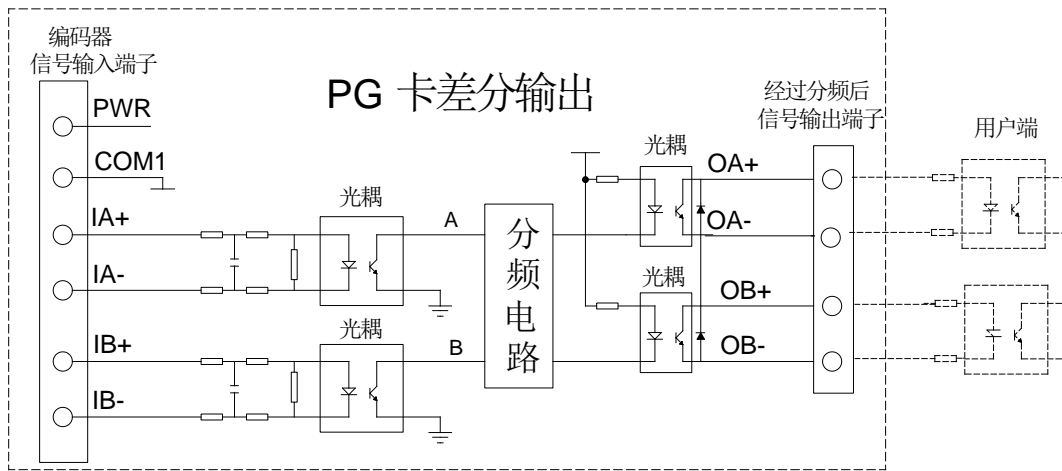 编码器
信号输入端子
PG 卡差分输出
经过分频后
信号输出端子
用户端
PWR
COM1
IA+
IA-
IB+
IB-
光耦
光耦
A
B
分频电路
光耦
光耦
OA+
OA-
OB+
OB-